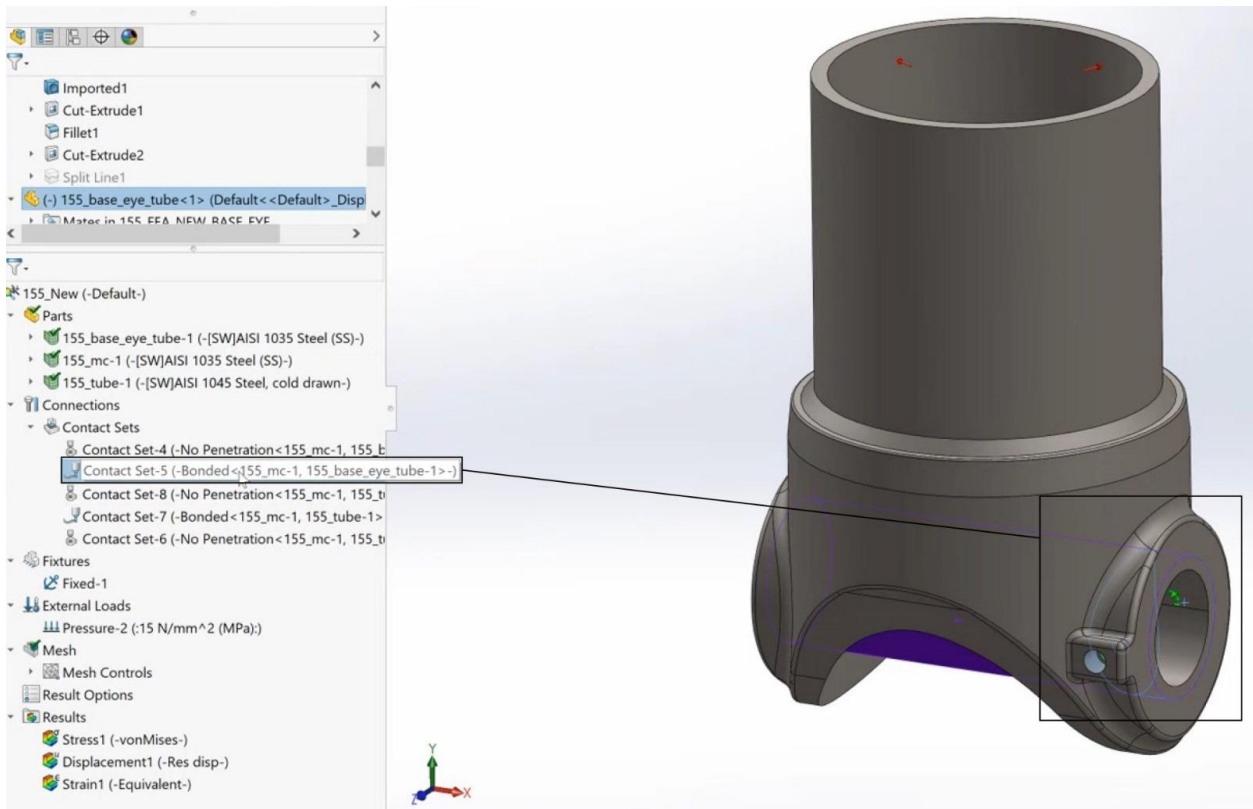 Imported1
Cut-Extrude1
Fillet1
Cut-Extrude2
Split Line1
(-) 155_base_eye_tube<1> (Default<<Default>_Displ
Mates in 155_FEA_NEW_BASE_EYE
155_New (-Default-)
Parts
155_base_eye_tube-1 (-[SW]AISI 1035 Steel (SS)-)
155_mc-1 (-[SW]AISI 1035 Steel (SS)-)
155_tube-1 (-[SW]AISI 1045 Steel, cold drawn-)
Connections
Contact Sets
Contact Set-4 (-No Penetration<155_mc-1, 155_b
Contact Set-5 (-Bonded<155_mc-1, 155_base_eye_tube-1>-)
Contact Set-8 (-No Penetration<155_mc-1, 155_t
Contact Set-7 (-Bonded<155_mc-1, 155_tube-1>
Contact Set-6 (-No Penetration<155_mc-1, 155_t
Fixtures
Fixed-1
External Loads
Pressure-2 (:15 N/mm^2 (MPa):)
Mesh
Mesh Controls
Result Options
Results
Stress1 (-vonMises-)
Displacement1 (-Res disp-)
Strain1 (-Equivalent-)
Y
Z
X